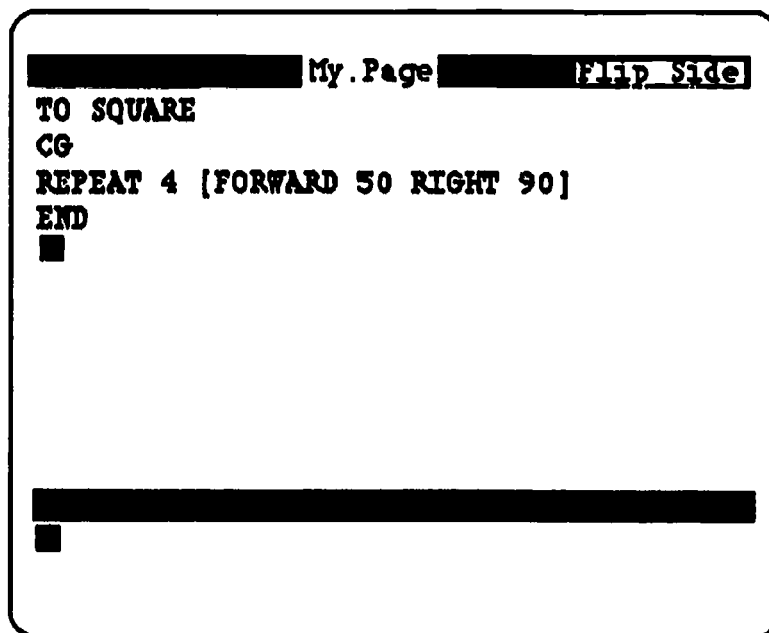 My.Page Flip Side
TO SQUARE
CG
REPEAT 4 [FORWARD 50 RIGHT 90]
END